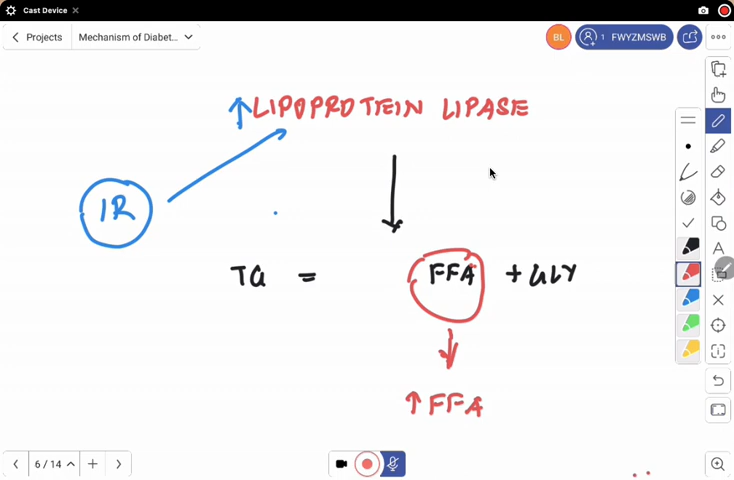 Cast Device
Projects
Mechanism of Diabet...
BL
1 FWYZMSWB
↑LIPOPROTEIN LIPASE
IR
TG = FFA + GLY
↑FFA
A
6/14